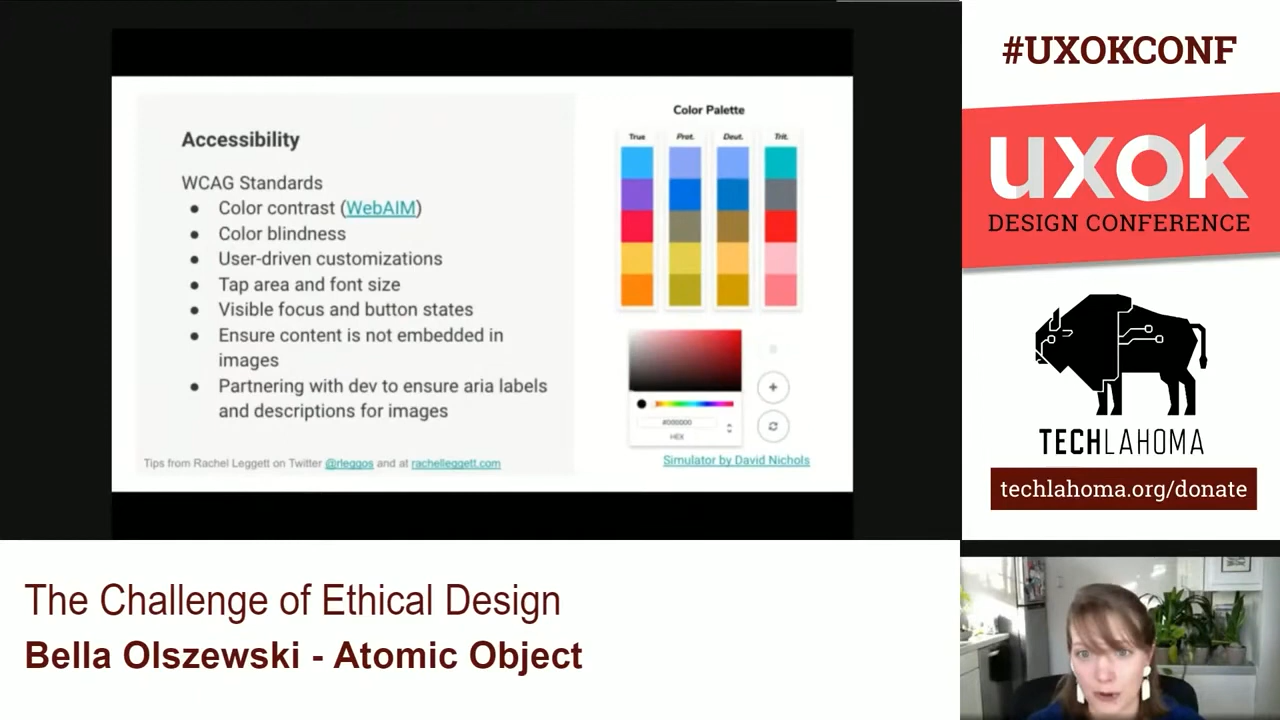 Accessibility
WCAG Standards
● Color contrast (WebAIM)
● Color blindness
● User-driven customizations
● Tap area and font size
● Visible focus and button states
● Ensure content is not embedded in
images
● Partnering with dev to ensure aria labels
and descriptions for images
Tips from Rachel Leggett on Twitter @rleggos and at rachelleggett.com
Color Palette
True Prot. Deut. Trit.
#000000
HEX
Simulator by David Nichols
#UXOKCONF
uxok
DESIGN CONFERENCE
TECHLAHOMA
techlahoma.org/donate
The Challenge of Ethical Design
Bella Olszewski - Atomic Object